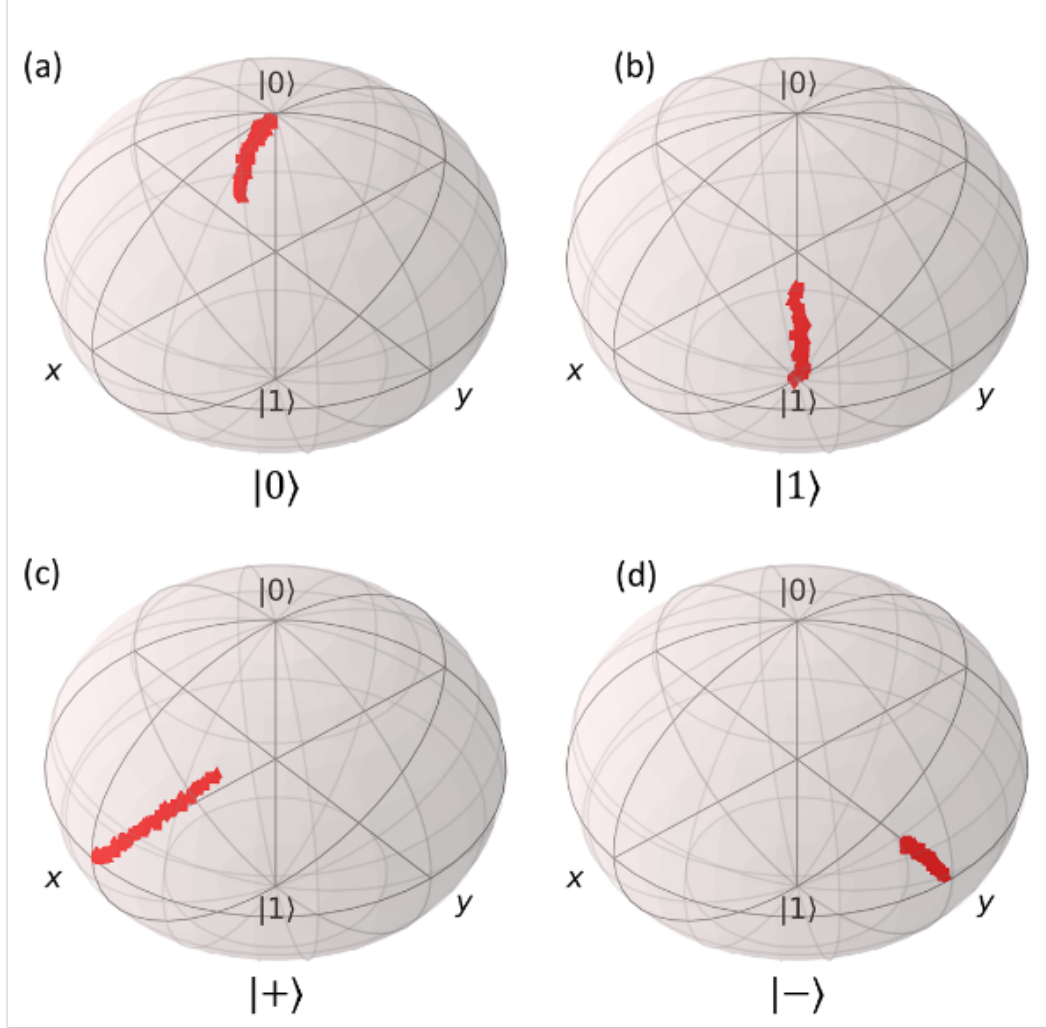 (a) (b)
|0⟩ |0⟩
x y x y
|1⟩ |1⟩
|0⟩ |1⟩
(c) (d)
|0⟩ |0⟩
x y x y
|1⟩ |1⟩
|+⟩ |−⟩